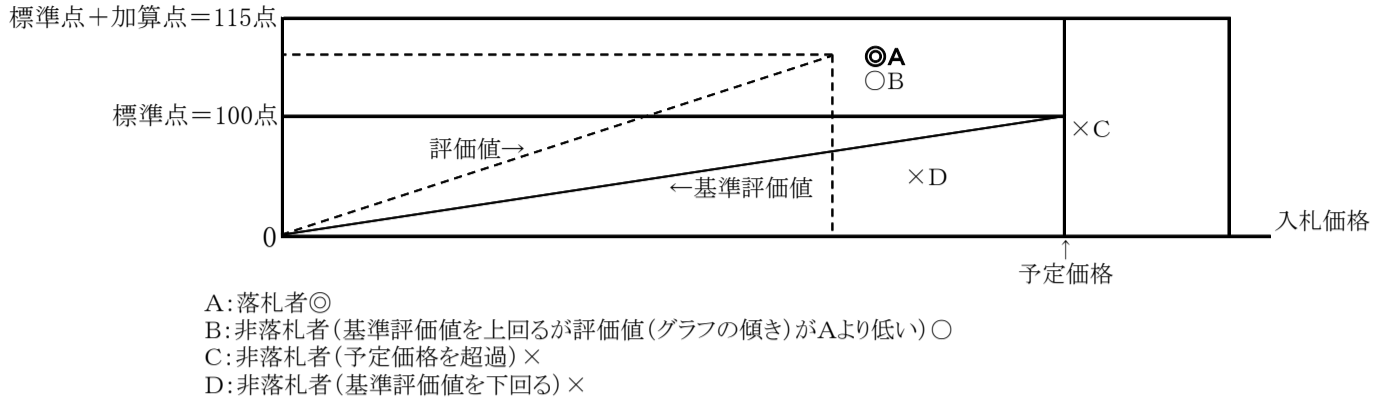 標準点＋加算点＝115点
◎A
○B
標準点＝100点
×C
評価値→
×D
←基準評価値
入札価格
0
↑
予定価格
A：落札者◎
B：非落札者（基準評価値を上回るが評価値（グラフの傾き）がAより低い）○
C：非落札者（予定価格を超過）×
D：非落札者（基準評価値を下回る）×